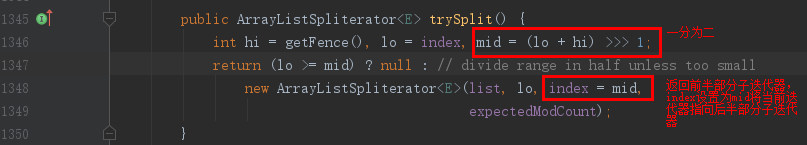 1345 public ArrayListSpliterator<E> trySplit() {
1346 int hi = getFence(), lo = index, mid = (lo + hi) >>> 1; 一分为二
1347 return (lo >= mid) ? null : // divide range in half unless too small
1348 new ArrayListSpliterator<E>(list, lo, index = mid,
1349 expectedModCount);
1350 }
返回前半部分子迭代器,
index设置为mid将当前迭
代器指向后半部分子迭代
器